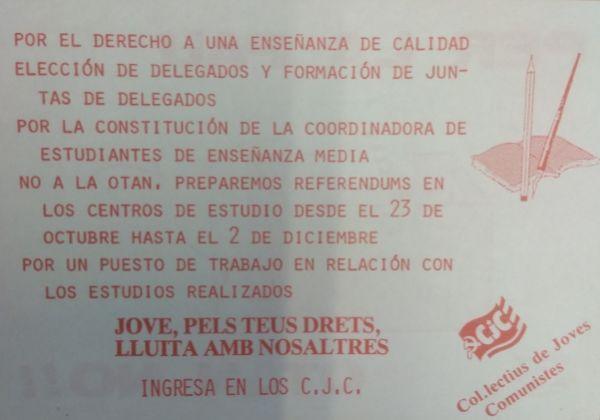 POR EL DERECHO A UNA ENSEÑANZA DE CALIDAD
ELECCIÓN DE DELEGADOS Y FORMACIÓN DE JUN-
TAS DE DELEGADOS
POR LA CONSTITUCIÓN DE LA COORDINADORA DE
ESTUDIANTES DE ENSEÑANZA MEDIA
NO A LA OTAN. PREPAREMOS REFERENDUMS EN
LOS CENTROS DE ESTUDIO DESDE EL 23 DE
OCTUBRE HASTA EL 2 DE DICIEMBRE
POR UN PUESTO DE TRABAJO EN RELACIÓN CON
LOS ESTUDIOS REALIZADOS
JOVE, PELS TEUS DRETS,
LLUITA AMB NOSALTRES
INGRESA EN LOS C.J.C.
CJC
Col.lectius de Joves
Comunistes